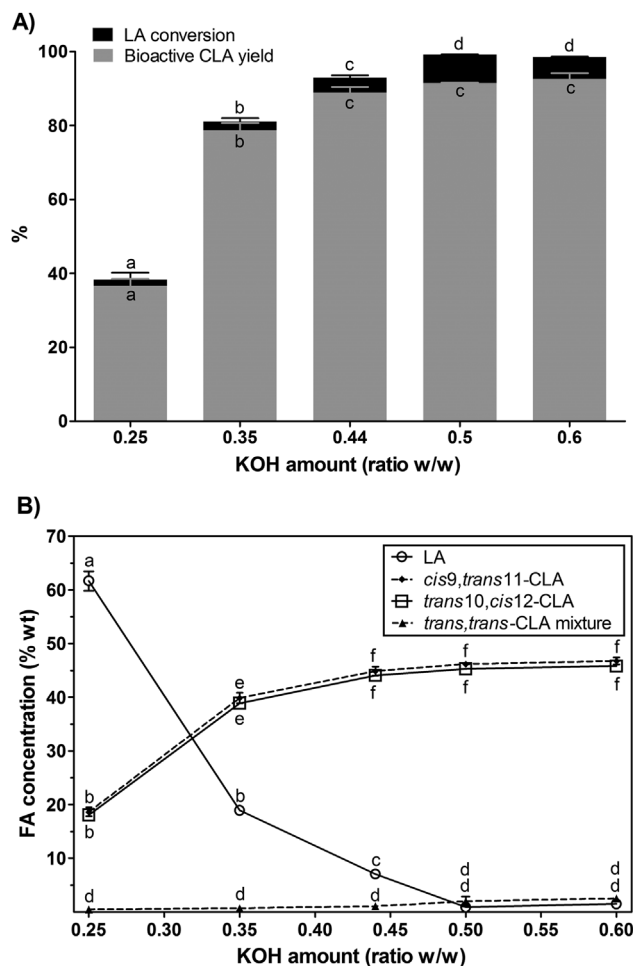 A)
LA conversion
Bioactive CLA yield
100
80
60
40
20
0
%
a
a
b
b
c
c
d
c
d
c
0.25 0.35 0.44 0.5 0.6
KOH amount (ratio w/w)
B)
70
60
50
40
30
20
10
FA concentration (% wt)
LA
cis9,trans11-CLA
trans10,cis12-CLA
trans,trans-CLA mixture
a
b
b
d
e
e
b
d
f
f
c
d
f
f
d
d
f
f
d
d
0.25 0.30 0.35 0.40 0.45 0.50 0.55 0.60
KOH amount (ratio w/w)